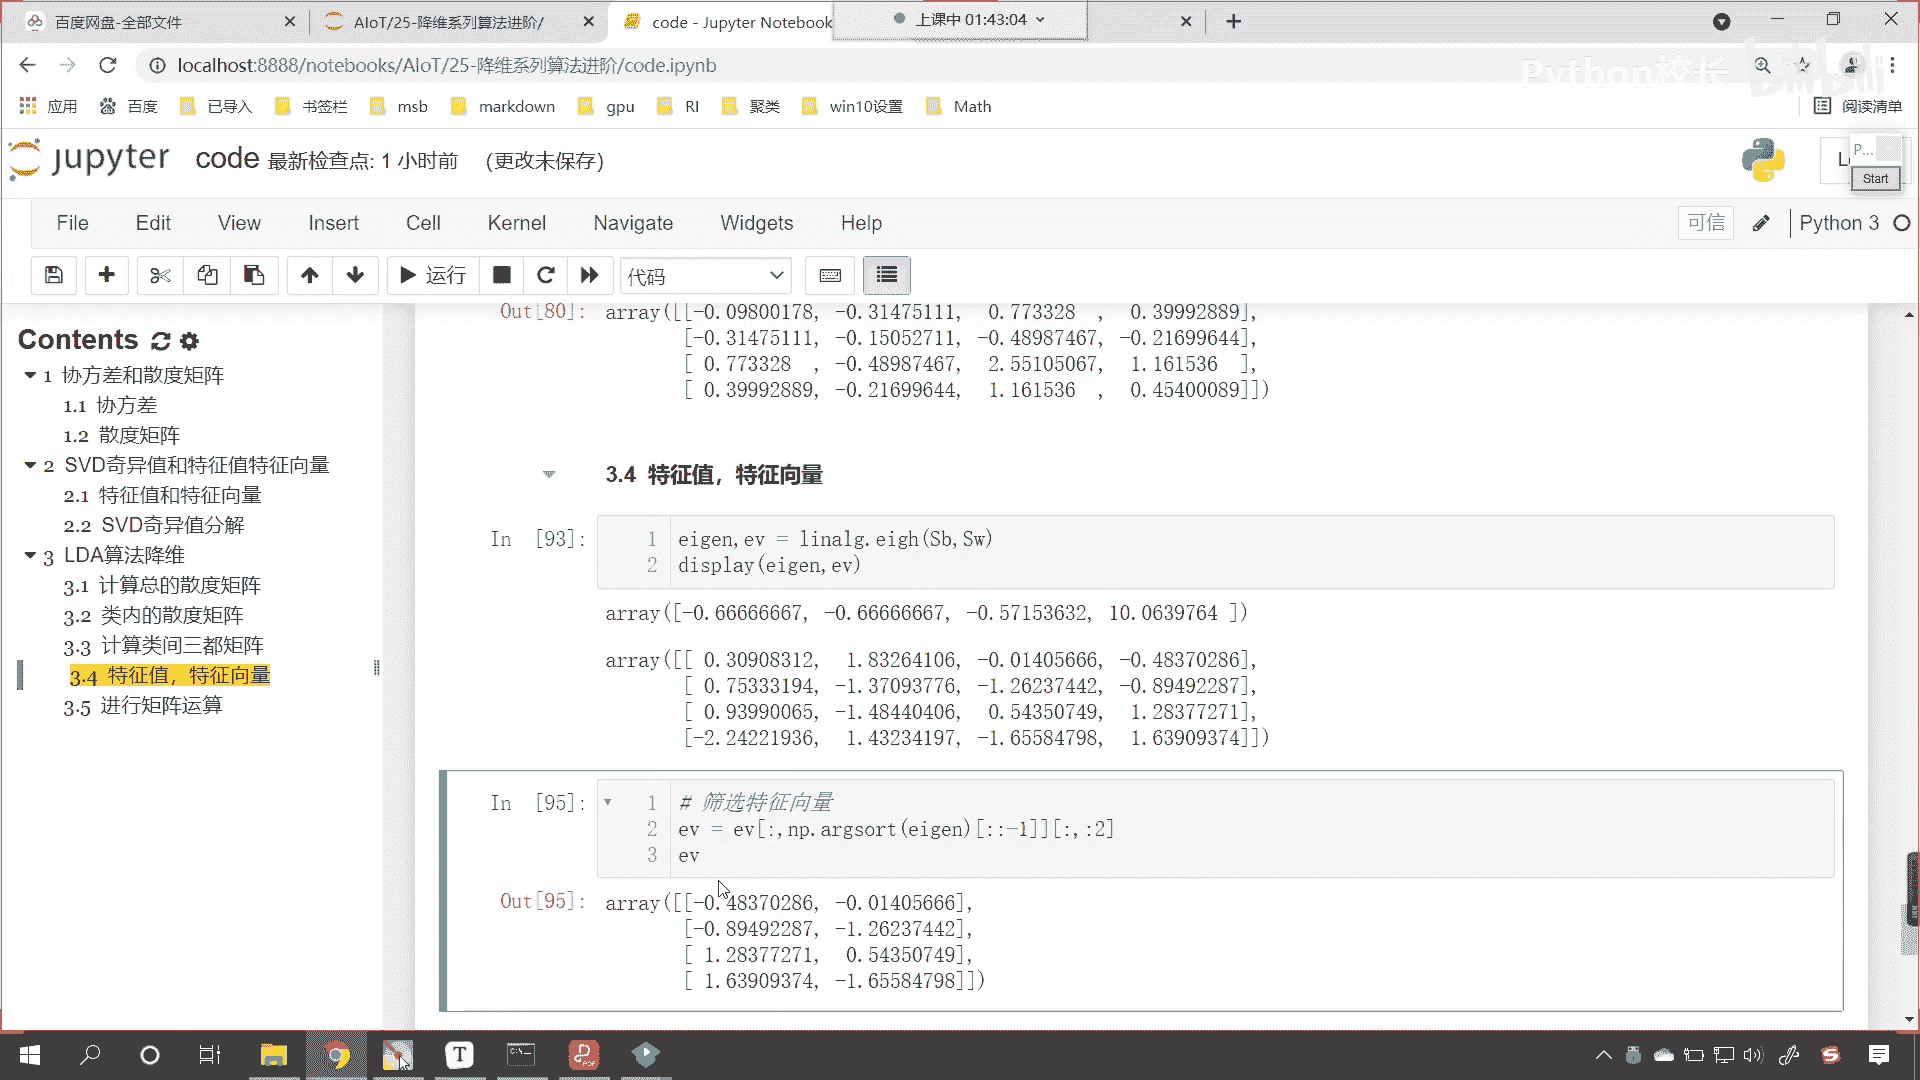 百度网盘-全部文件
AIoT/25-降维系列算法进阶/
code - Jupyter Notebook
上课中 01:43:04
localhost:8888/notebooks/AIoT/25-降维系列算法进阶/code.ipynb
Python校长
bilibili
应用 百度 已导入 书签栏 msb markdown gpu RI 聚类 win10设置 Math 阅读清单
jupyter code 最新检查点: 1 小时前 (更改未保存)
P...
Start
File Edit View Insert Cell Kernel Navigate Widgets Help 可信 Python 3
运行 代码
Contents
1 协方差和散度矩阵
1.1 协方差
1.2 散度矩阵
2 SVD奇异值和特征值特征向量
2.1 特征值和特征向量
2.2 SVD奇异值分解
3 LDA算法降维
3.1 计算总的散度矩阵
3.2 类内的散度矩阵
3.3 计算类间三都矩阵
3.4 特征值，特征向量
3.5 进行矩阵运算
Out[80]: array([[-0.09800178, -0.31475111, 0.773328 , 0.39992889],
[-0.31475111, -0.15052711, -0.48987467, -0.21699644],
[ 0.773328 , -0.48987467, 2.55105067, 1.161536 ],
[ 0.39992889, -0.21699644, 1.161536 , 0.45400089]])
3.4 特征值，特征向量
In [93]: 1 eigen,ev = linalg.eigh(Sb,Sw)
2 display(eigen,ev)
array([-0.66666667, -0.66666667, -0.57153632, 10.0639764 ])
array([[ 0.30908312, 1.83264106, -0.01405666, -0.48370286],
[ 0.75333194, -1.37093776, -1.26237442, -0.89492287],
[ 0.93990065, -1.48440406, 0.54350749, 1.28377271],
[-2.24221936, 1.43234197, -1.65584798, 1.63909374]])
In [95]: 1 # 筛选特征向量
2 ev = ev[:,np.argsort(eigen)[::-1]][:,:2]
3 ev
Out[95]: array([[-0.48370286, -0.01405666],
[-0.89492287, -1.26237442],
[ 1.28377271, 0.54350749],
[ 1.63909374, -1.65584798]])